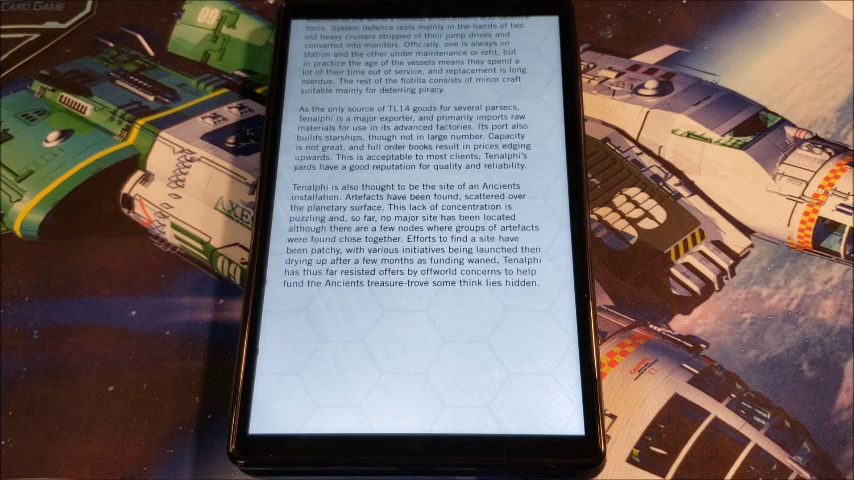 CARD GAME
09
AXE
force. System defence rests mainly in the hands of two
old heavy cruisers stripped of their jump drives and
converted into monitors. Officially, one is always on
station and the other under maintenance or refit, but
in practice the age of the vessels means they spend a
lot of their time out of service, and replacement is long
overdue. The rest of the flotilla consists of minor craft
suitable mainly for deterring piracy.
As the only source of TL14 goods for several parsecs,
Tenalphi is a major exporter, and primarily imports raw
materials for use in its advanced factories. Its port also
builds starships, though not in large number. Capacity
is not great, and full order books result in prices edging
upwards. This is acceptable to most clients; Tenalphi's
yards have a good reputation for quality and reliability.
Tenalphi is also thought to be the site of an Ancients
installation. Artefacts have been found, scattered over
the planetary surface. This lack of concentration is
puzzling and, so far, no major site has been located
although there are a few nodes where groups of artefacts
were found close together. Efforts to find a site have
been patchy, with various initiatives being launched then
drying up after a few months as funding waned. Tenalphi
has thus far resisted offers by offworld concerns to help
fund the Ancients treasure-trove some think lies hidden.